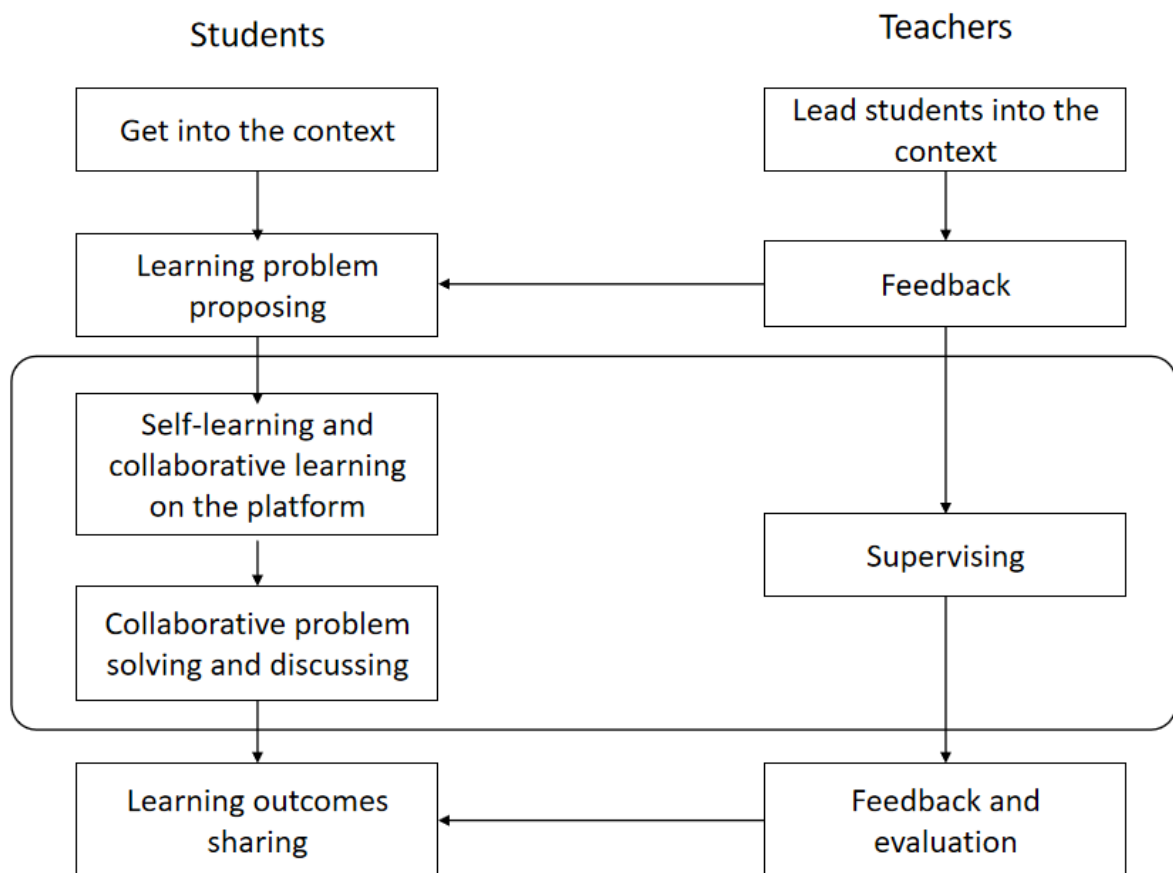 Students
Teachers
Get into the context
Lead students into the
context
Learning problem
proposing
Feedback
Self-learning and
collaborative learning
on the platform
Supervising
Collaborative problem
solving and discussing
Learning outcomes
sharing
Feedback and
evaluation